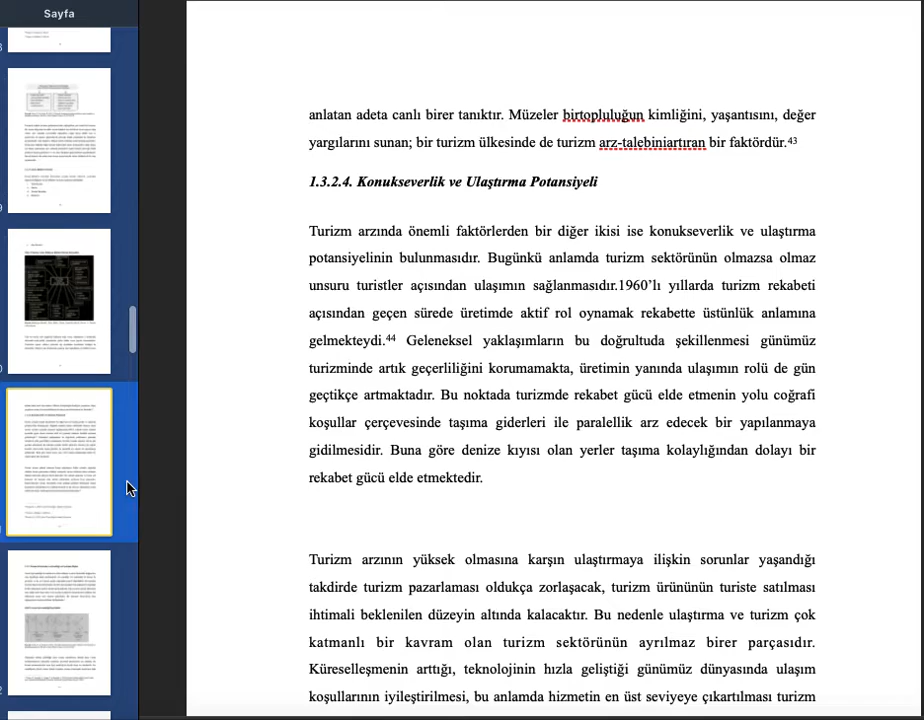 Sayfa
anlatan adeta canlı birer tanıktır. Müzeler birtopluluğun kimliğini, yaşantısını, değer
yargılarını sunan; bir turizm ülkesinde de turizm arz-talebiniartıran bir faktördür.43
1.3.2.4. Konukseverlik ve Ulaştırma Potansiyeli
Turizm arzında önemli faktörlerden bir diğer ikisi ise konukseverlik ve ulaştırma
potansiyelinin bulunmasıdır. Bugünkü anlamda turizm sektörünün olmazsa olmaz
unsuru turistler açısından ulaşımın sağlanmasıdır.1960’lı yıllarda turizm rekabeti
açısından geçen sürede üretimde aktif rol oynamak rekabette üstünlük anlamına
gelmekteydi.44 Geleneksel yaklaşımların bu doğrultuda şekillenmesi günümüz
turizminde artık geçerliliğini korumamakta, üretimin yanında ulaşımın rolü de gün
geçtikçe artmaktadır. Bu noktada turizmde rekabet gücü elde etmenin yolu coğrafi
koşullar çerçevesinde taşıma giderleri ile paralellik arz edecek bir yapılanmaya
gidilmesidir. Buna göre denize kıyısı olan yerler taşıma kolaylığından dolayı bir
rekabet gücü elde etmektedir.
Turizm arzının yüksek olmasına karşın ulaştırmaya ilişkin sorunlar yaşandığı
takdirde turizm pazarlaması oldukça zorlaşacak, turizm ürününün turiste satılması
ihtimali beklenilen düzeyin altında kalacaktır. Bu nedenle ulaştırma ve turizm çok
katmanlı bir kavram olan turizm sektörünün ayrılmaz birer parçasıdır.
Küreselleşmenin arttığı, teknolojinin hızla geliştiği günümüz dünyasında ulaşım
koşullarının iyileştirilmesi, bu anlamda hizmetin en üst seviyeye çıkartılması turizm